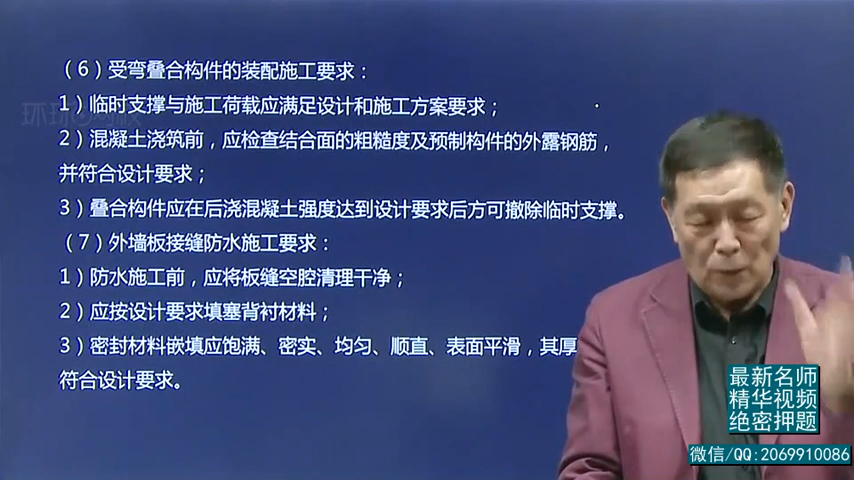 （6）受弯叠合构件的装配施工要求：
1）临时支撑与施工荷载应满足设计和施工方案要求；
2）混凝土浇筑前，应检查结合面的粗糙度及预制构件的外露钢筋，
并符合设计要求；
3）叠合构件应在后浇混凝土强度达到设计要求后方可撤除临时支撑。
（7）外墙板接缝防水施工要求：
1）防水施工前，应将板缝空腔清理干净；
2）应按设计要求填塞背衬材料；
3）密封材料嵌填应饱满、密实、均匀、顺直、表面平滑，其厚
符合设计要求。
最新名师
精华视频
绝密押题
微信/QQ:2069910086